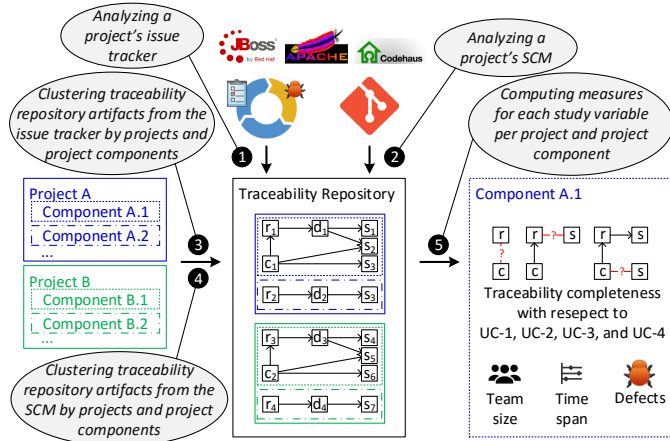 Analyzing a
project's issue
tracker
JBoss
by Red Hat
APACHE
Codehaus
Analyzing a
project's SCM
Clustering traceability
repository artifacts from
the issue tracker by projects and
project components
Computing measures
for each study variable
per project and project
component
1
2
Project A
Component A.1
Component A.2
...
Project B
Component B.1
Component B.2
...
3
4
Traceability Repository
r1 d1 s1
s2
c1 s3
r2 d2 s3
r3 d3 s4
s5
c2 s6
r4 d4 s7
5
Component A.1
r r ? s r s
?
c c c ? s
Traceability completeness
with resepect to
UC-1, UC-2, UC-3, and UC-4
Team
size
Time
span
Defects
Clustering traceability
repository artifacts from the
SCM by projects and project
components